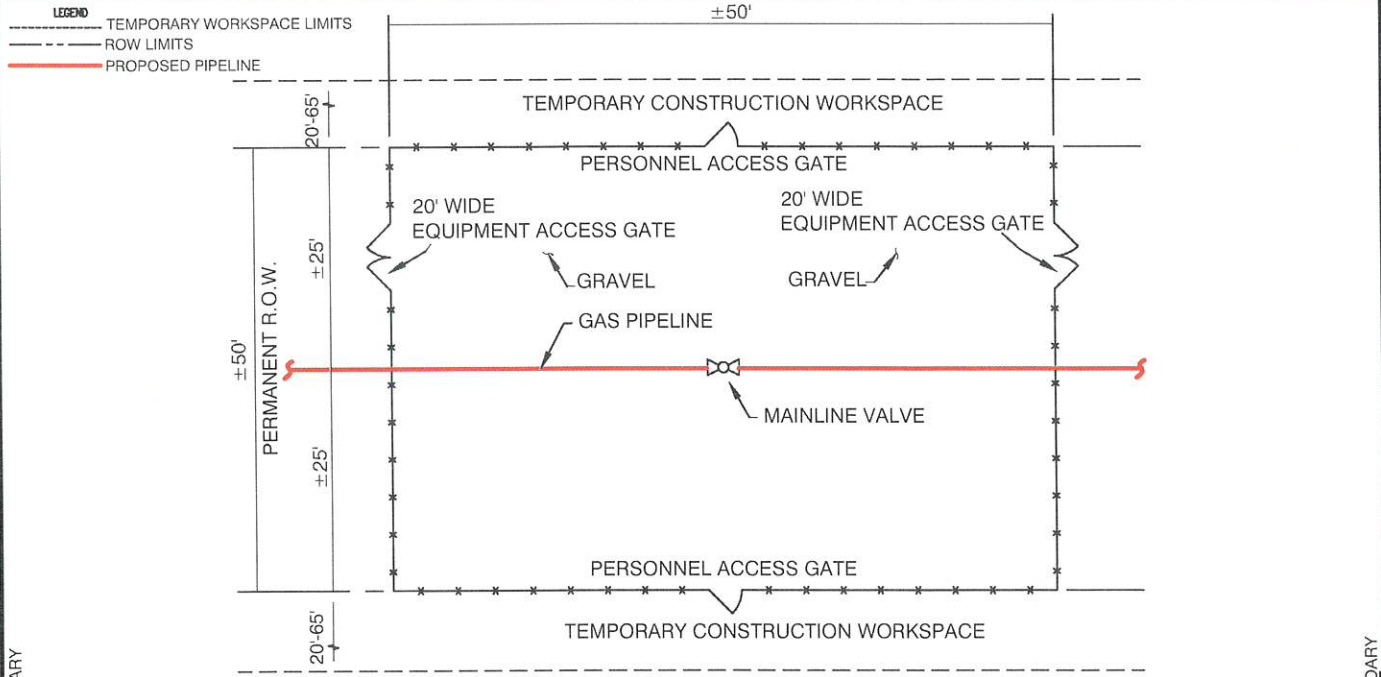 LEGEND
TEMPORARY WORKSPACE LIMITS
ROW LIMITS
PROPOSED PIPELINE
±50'
20'-65'
TEMPORARY CONSTRUCTION WORKSPACE
PERSONNEL ACCESS GATE
20' WIDE
EQUIPMENT ACCESS GATE
20' WIDE
EQUIPMENT ACCESS GATE
GRAVEL
GRAVEL
±25'
PERMANENT R.O.W.
±50'
GAS PIPELINE
MAINLINE VALVE
±25'
PERSONNEL ACCESS GATE
20'-65'
TEMPORARY CONSTRUCTION WORKSPACE